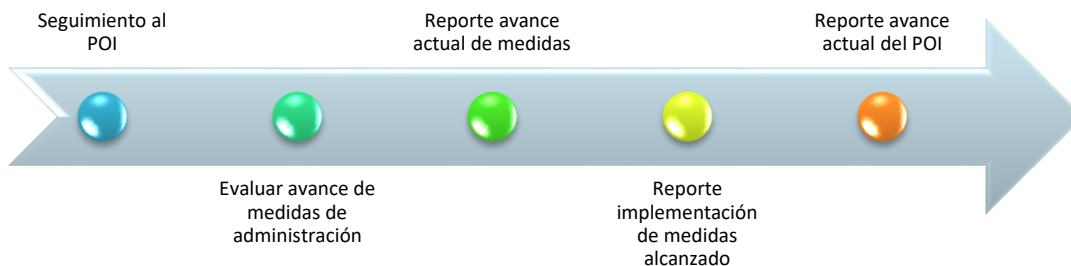 Seguimiento al
POI
Evaluar avance de
medidas de
administración
Reporte avance
actual de medidas
Reporte
implementación
de medidas
alcanzado
Reporte avance
actual del POI